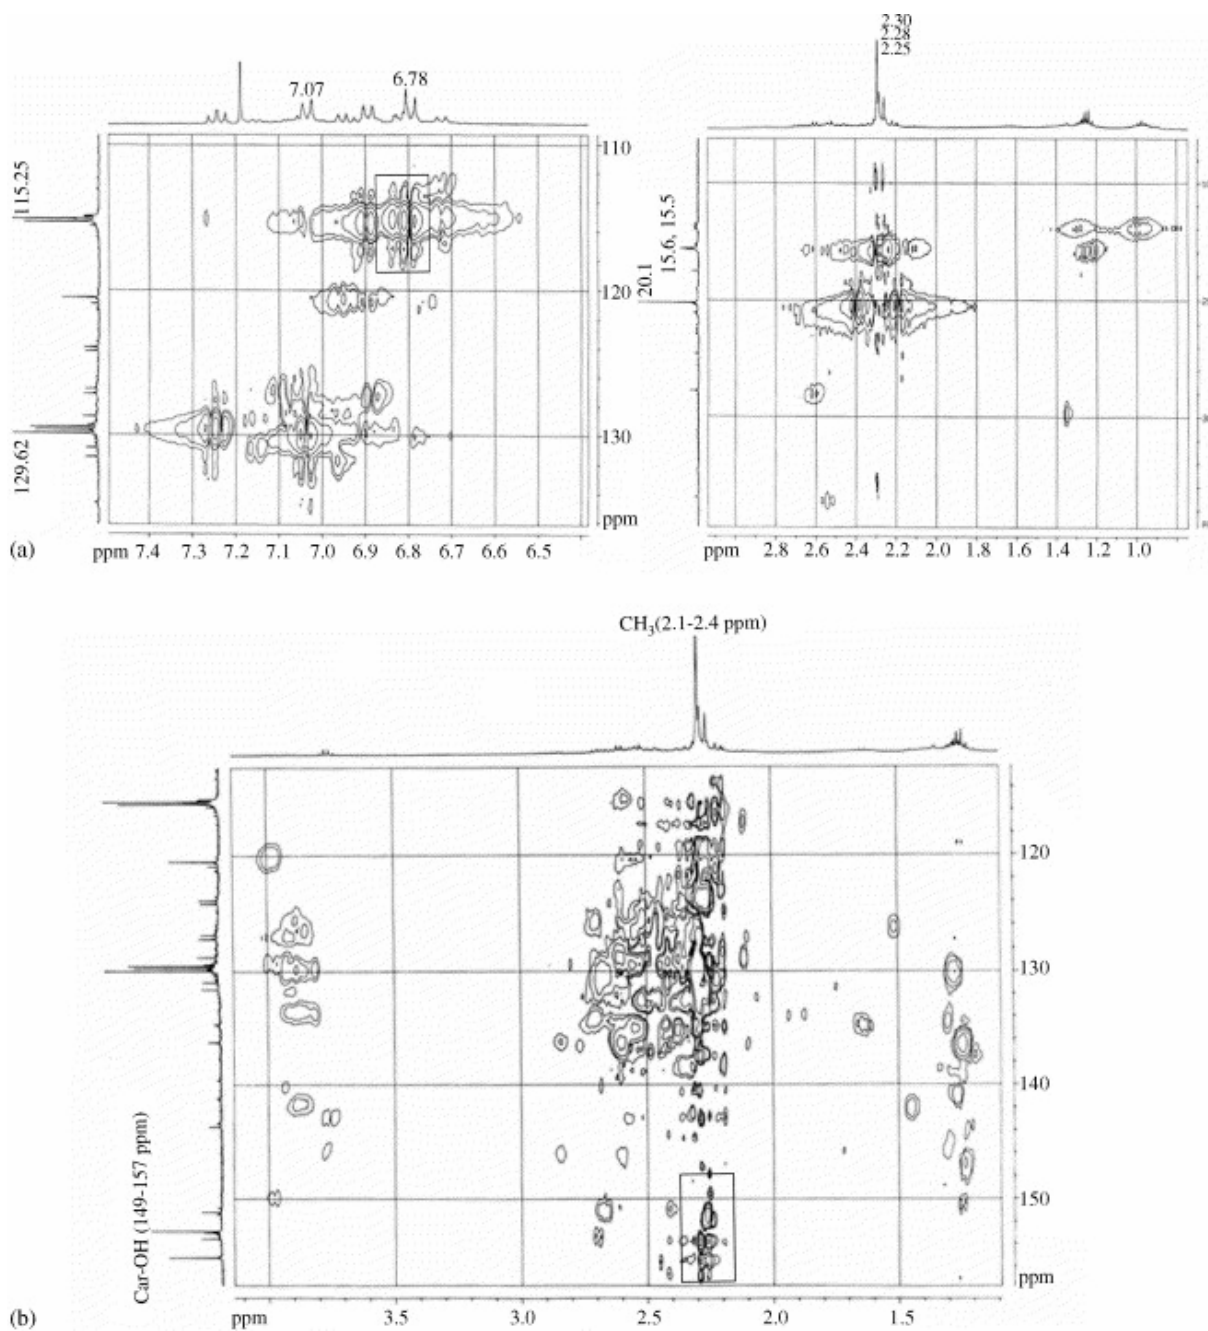 2.30
2.28
2.25
7.07
6.78
115.25
129.62
110
120
130
ppm
(a)
ppm 7.4 7.3 7.2 7.1 7.0 6.9 6.8 6.7 6.6 6.5
20.1
15.6, 15.5
ppm 2.8 2.6 2.4 2.2 2.0 1.8 1.6 1.4 1.2 1.0
CH3(2.1-2.4 ppm)
120
130
140
150
ppm
Car-OH (149-157 ppm)
(b)
ppm 3.5 3.0 2.5 2.0 1.5